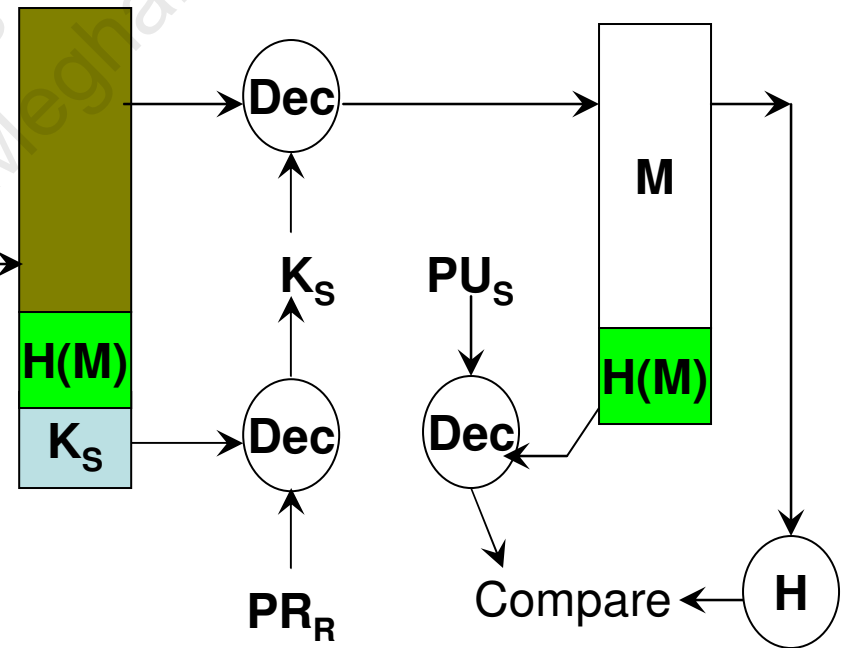 Dec
M
K_S
PU_S
H(M)
H(M)
K_S
Dec
Dec
PR_R
Compare
H